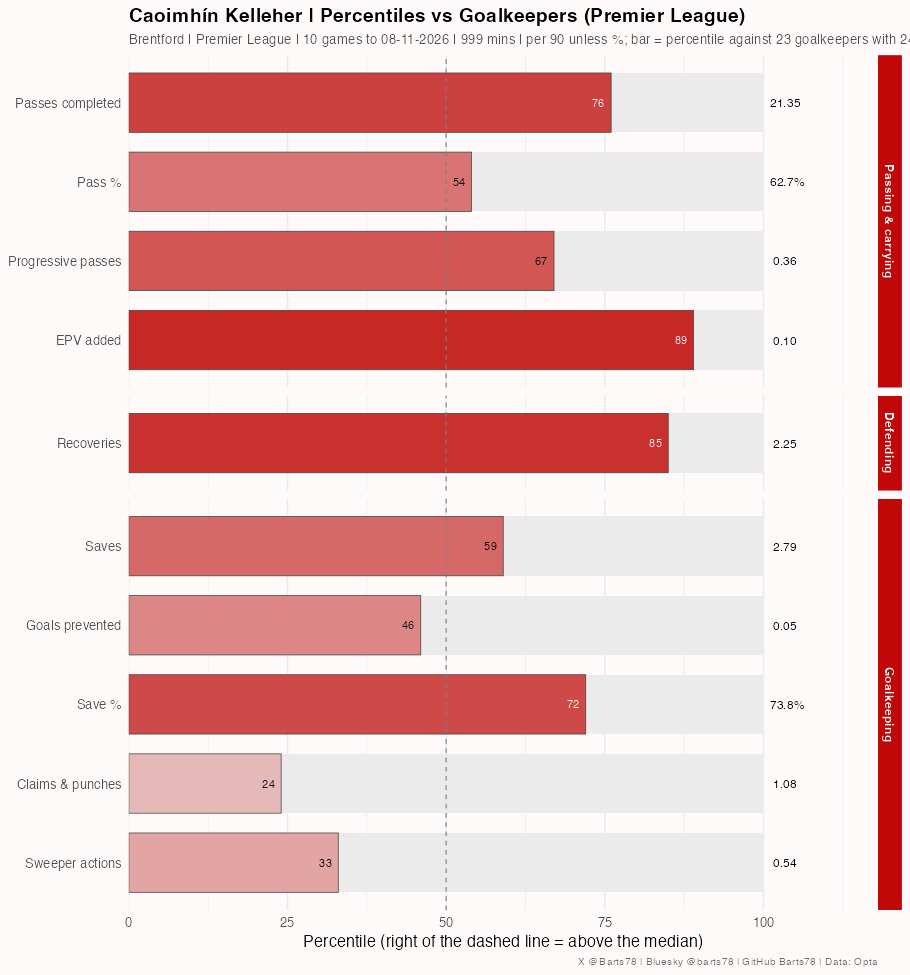 Caoimhín Kelleher | Percentiles vs Goalkeepers (Premier League)
Brentford | Premier League | 10 games to 08-11-2026 | 999 mins | per 90 unless %; bar = percentile against 23 goalkeepers with 24
Passes completed 76 21.35
Pass % 54 62.7%
Progressive passes 67 0.36
EPV added 89 0.10
Passing & carrying
Recoveries 85 2.25
Defending
Saves 59 2.79
Goals prevented 46 0.05
Save % 72 73.8%
Claims & punches 24 1.08
Sweeper actions 33 0.54
Goalkeeping
0 25 50 75 100
Percentile (right of the dashed line = above the median)
X @Barts78 | Bluesky @barts78 | GitHub Barts78 | Data: Opta